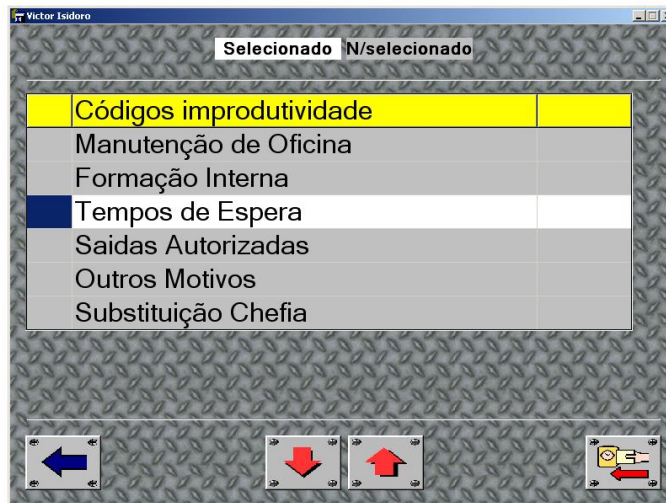 Victor Isidoro
Selecionado N/selecionado
Códigos improdutividade
Manutenção de Oficina
Formação Interna
Tempos de Espera
Saidas Autorizadas
Outros Motivos
Substituição Chefia